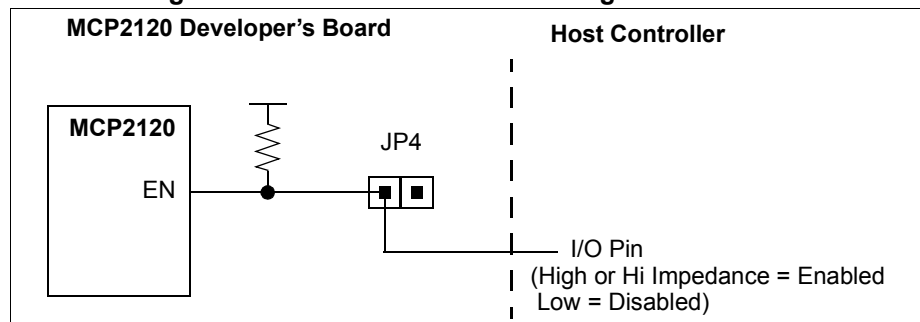 MCP2120 Developer's Board
Host Controller
MCP2120
JP4
EN
I/O Pin
(High or Hi Impedance = Enabled
Low = Disabled)